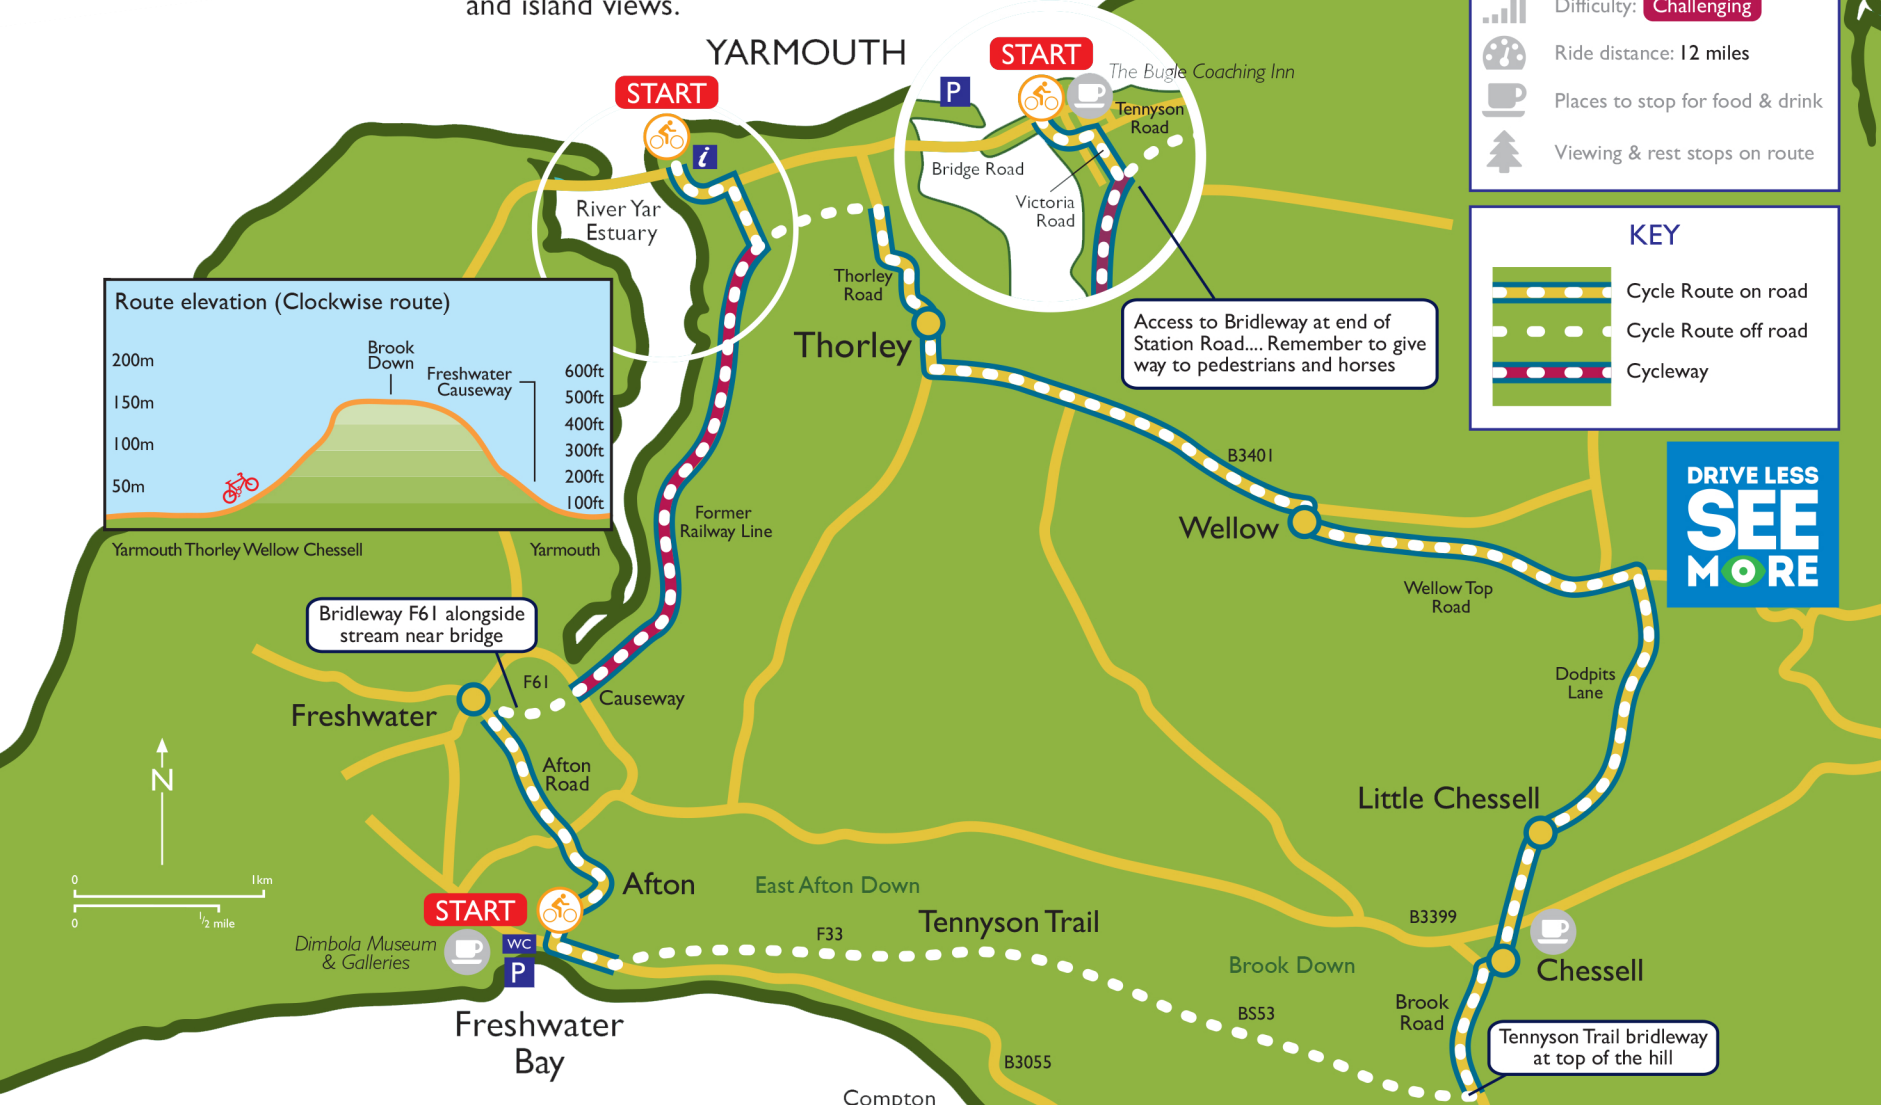 and island views.
YARMOUTH
START
START
P
The Bugle Coaching Inn
Tennyson
Road
Bridge Road
Victoria
Road
i
River Yar
Estuary
Difficulty: Challenging
Ride distance: 12 miles
Places to stop for food & drink
Viewing & rest stops on route
KEY
Cycle Route on road
Cycle Route off road
Cycleway
Access to Bridleway at end of
Station Road.... Remember to give
way to pedestrians and horses
Thorley
Road
Thorley
Route elevation (Clockwise route)
200m
150m
100m
50m
Brook
Down
Freshwater
Causeway
600ft
500ft
400ft
300ft
200ft
100ft
Yarmouth Thorley Wellow Chessell
Yarmouth
B3401
DRIVE LESS
SEE
MORE
Former
Railway Line
Wellow
Wellow Top
Road
Bridleway F61 alongside
stream near bridge
F61
Causeway
Dodpits
Lane
Freshwater
N
Afton
Road
Little Chessell
0 1km
0 1/2 mile
START
Afton
East Afton Down
Tennyson Trail
F33
B3399
Dimbola Museum
& Galleries
WC
P
Brook Down
Chessell
BS53
Brook
Road
Freshwater
Bay
Tennyson Trail bridleway
at top of the hill
B3055
Compton